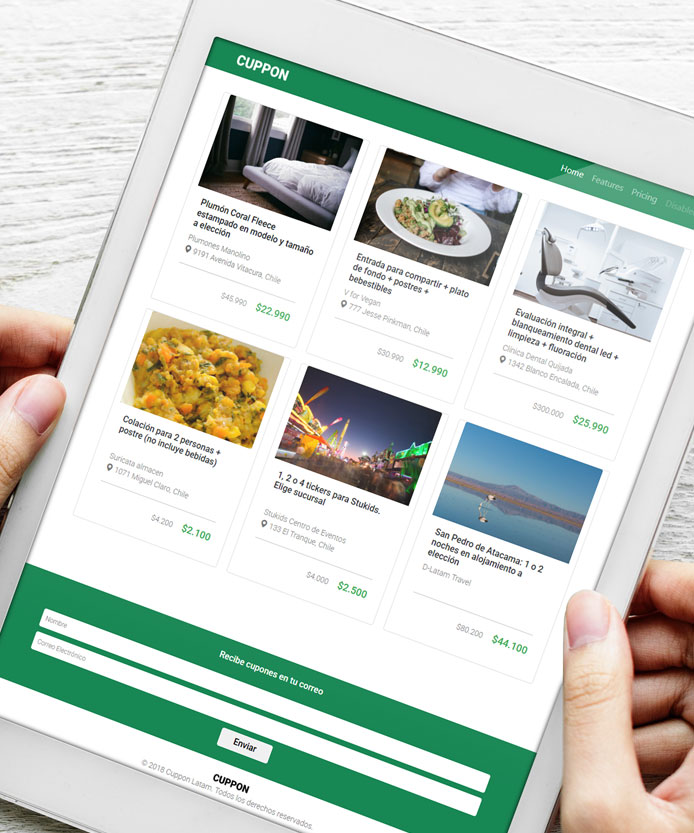 CUPPON
Home Features Pricing
Plumón Coral Fleece
estampado en modelo y tamaño
a elección
Plumones Manolino
9191 Avenida Vitacura, Chile
$45.990 $22.990
Entrada para compartir + plato
de fondo + postres +
bebestibles
V for Vegan
777 Jesse Pinkman, Chile
$30.990 $12.990
Evaluación integral +
blanqueamiento dental led +
limpieza + fluoración
Clínica Dental Quijada
1342 Blanco Encalada, Chile
$300.000 $25.990
Colación para 2 personas +
postre (no incluye bebidas)
Suricata almacen
1071 Miguel Claro, Chile
$4.200 $2.100
1, 2 o 4 tickers para Stukids.
Elige sucursal
Stukids Centro de Eventos
133 El Tranque, Chile
$4.000 $2.500
San Pedro de Atacama: 1 o 2
noches en alojamiento a
elección
D-Latam Travel
$80.200 $44.100
Recibe cupones en tu correo
Nombre
Correo Electrónico
Enviar
CUPPON
© 2018 Cuppon Latam. Todos los derechos reservados.